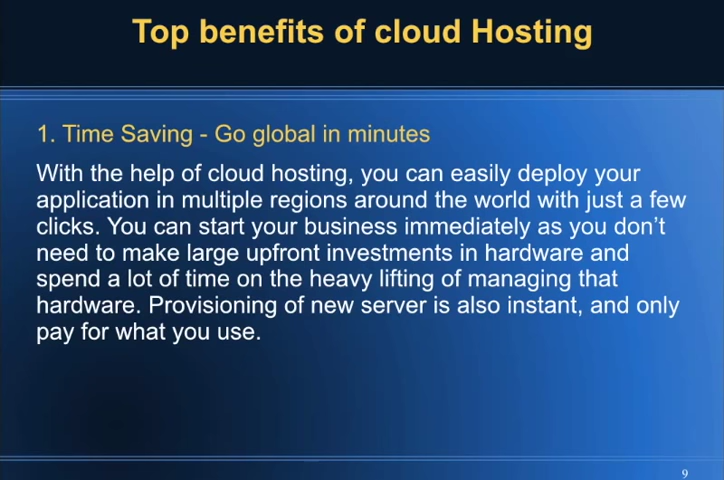 Top benefits of cloud Hosting
1. Time Saving - Go global in minutes
With the help of cloud hosting, you can easily deploy your
application in multiple regions around the world with just a few
clicks. You can start your business immediately as you don’t
need to make large upfront investments in hardware and
spend a lot of time on the heavy lifting of managing that
hardware. Provisioning of new server is also instant, and only
pay for what you use.
9